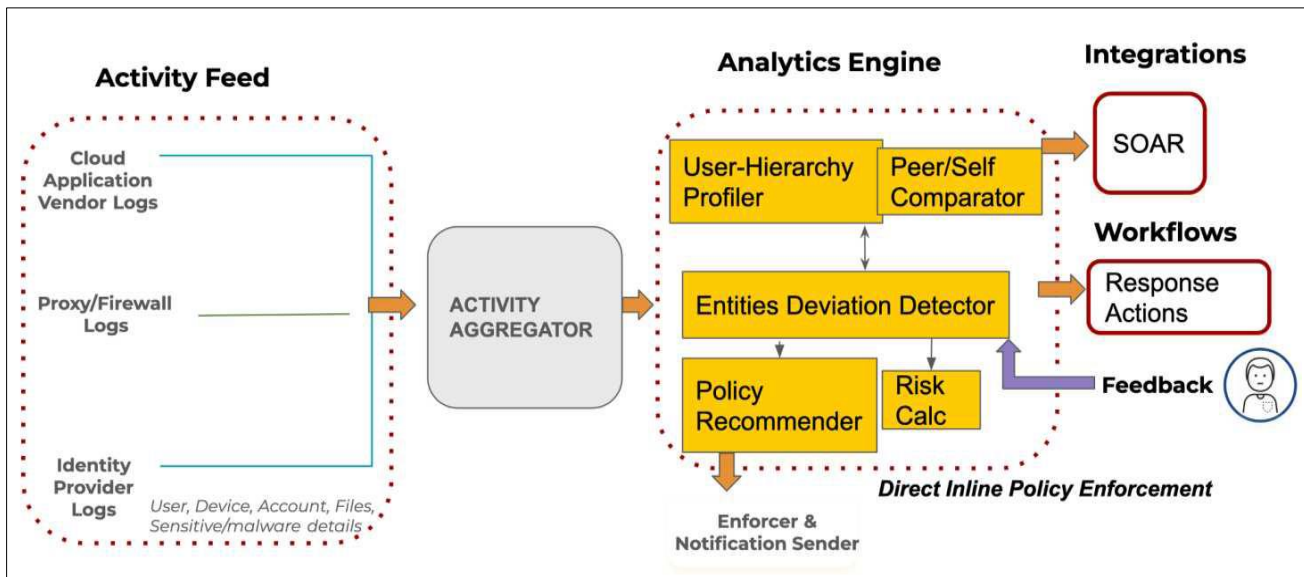 Activity Feed
Cloud
Application
Vendor Logs
Proxy/Firewall
Logs
Identity
Provider
Logs
User, Device, Account, Files,
Sensitive/malware details
ACTIVITY
AGGREGATOR
Analytics Engine
User-Hierarchy
Profiler
Peer/Self
Comparator
Entities Deviation Detector
Policy
Recommender
Risk
Calc
Direct Inline Policy Enforcement
Enforcer &
Notification Sender
Integrations
SOAR
Workflows
Response
Actions
Feedback